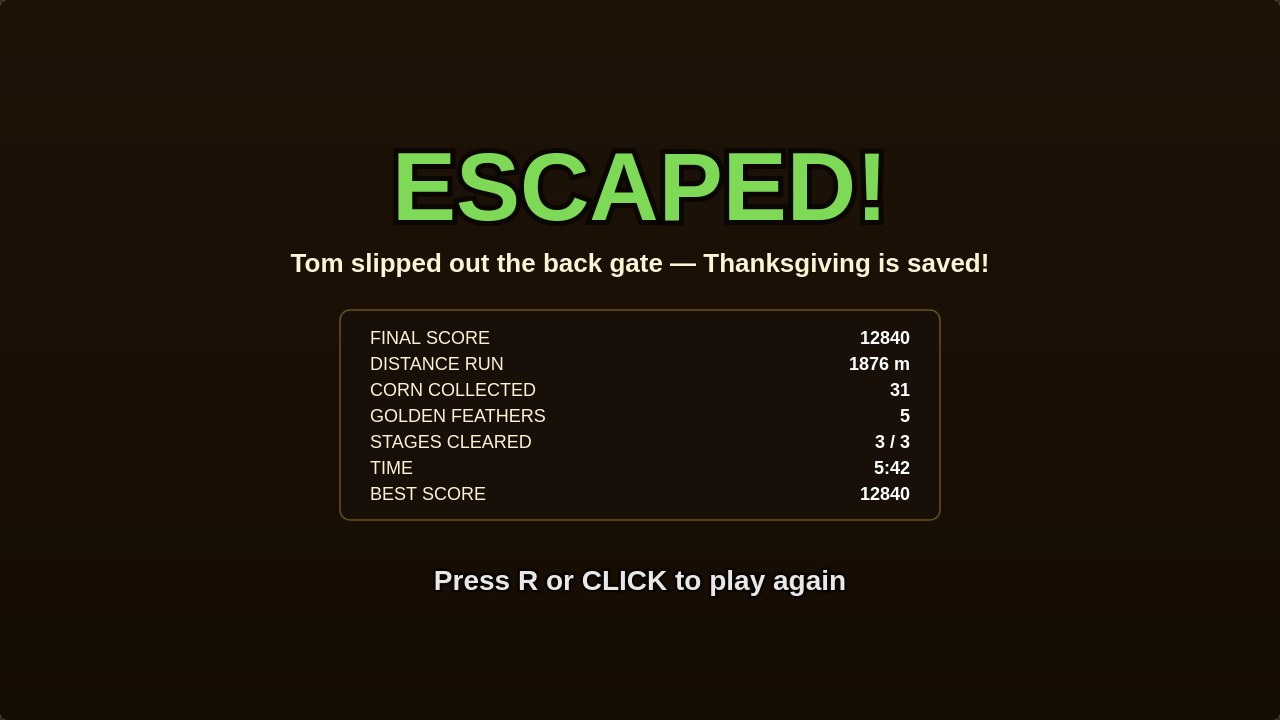 ESCAPED!
Tom slipped out the back gate — Thanksgiving is saved!
FINAL SCORE 12840
DISTANCE RUN 1876 m
CORN COLLECTED 31
GOLDEN FEATHERS 5
STAGES CLEARED 3 / 3
TIME 5:42
BEST SCORE 12840
Press R or CLICK to play again